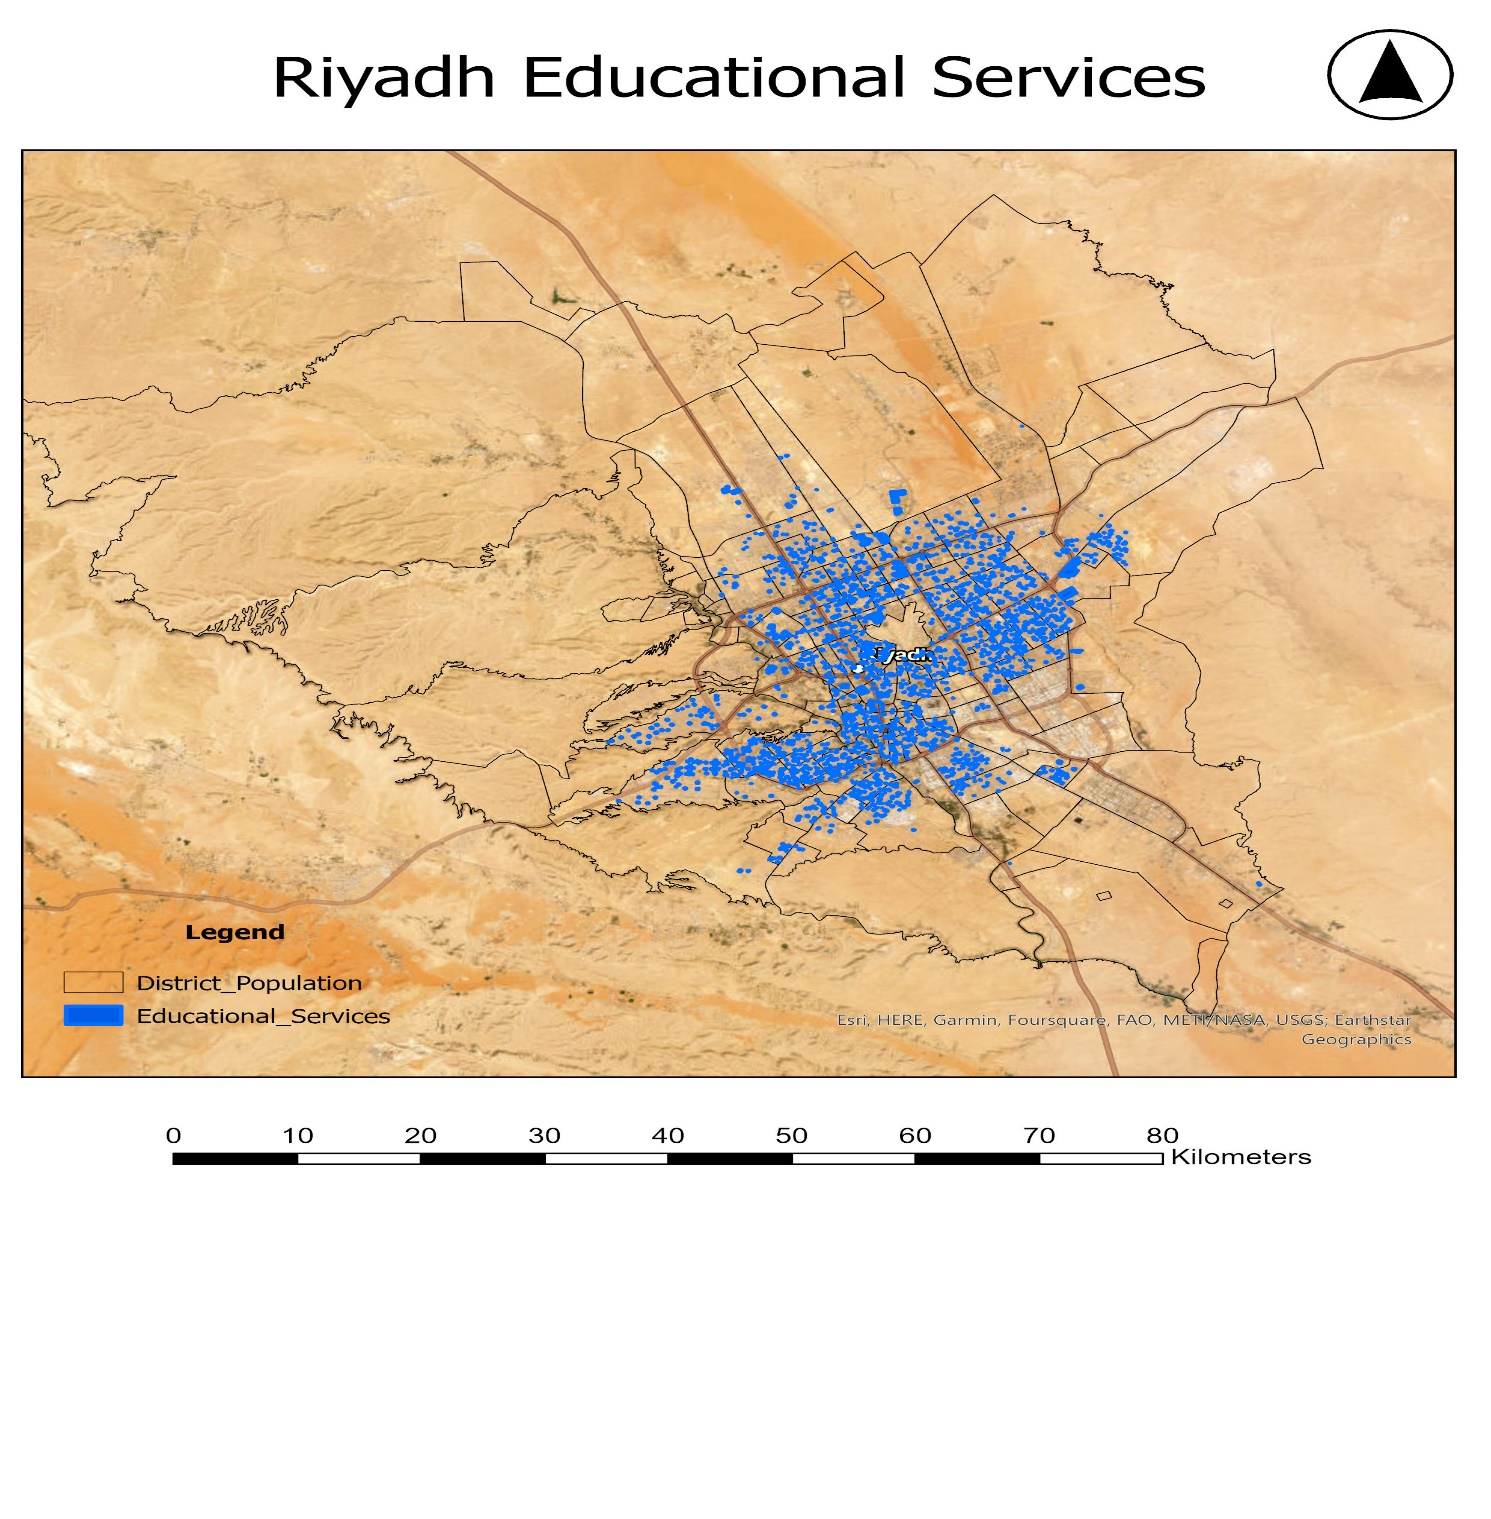 Riyadh Educational Services
Legend
District_Population
Educational_Services
Esri, HERE, Garmin, Foursquare, FAO, METI/NASA, USGS; Earthstar
Geographics
0 10 20 30 40 50 60 70 80
Kilometers